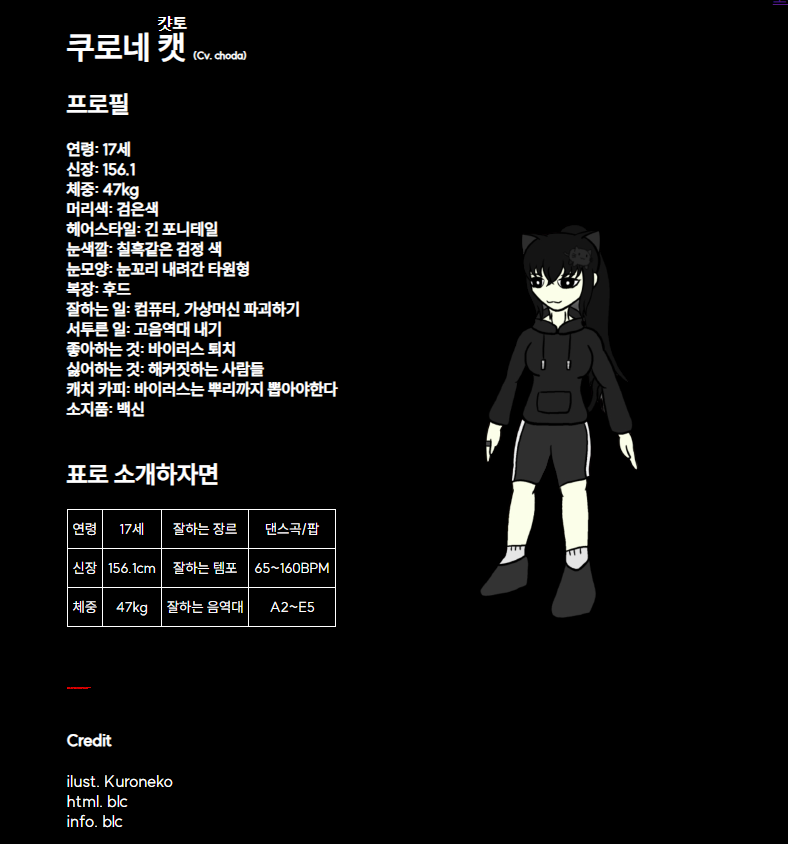 캿토
쿠로네 캣 (Cv. choda)
프로필
연령: 17세
신장: 156.1
체중: 47kg
머리색: 검은색
헤어스타일: 긴 포니테일
눈색깔: 칠흑같은 검정 색
눈모양: 눈꼬리 내려간 타원형
복장: 후드
잘하는 일: 컴퓨터, 가상머신 파괴하기
서투른 일: 고음역대 내기
좋아하는 것: 바이러스 퇴치
싫어하는 것: 해커짓하는 사람들
캐치 카피: 바이러스는 뿌리까지 뽑아야한다
소지품: 백신
표로 소개하자면
연령 17세 잘하는 장르 댄스곡/팝
신장 156.1cm 잘하는 템포 65~160BPM
체중 47kg 잘하는 음역대 A2~E5
Credit
ilust. Kuroneko
html. blc
info. blc